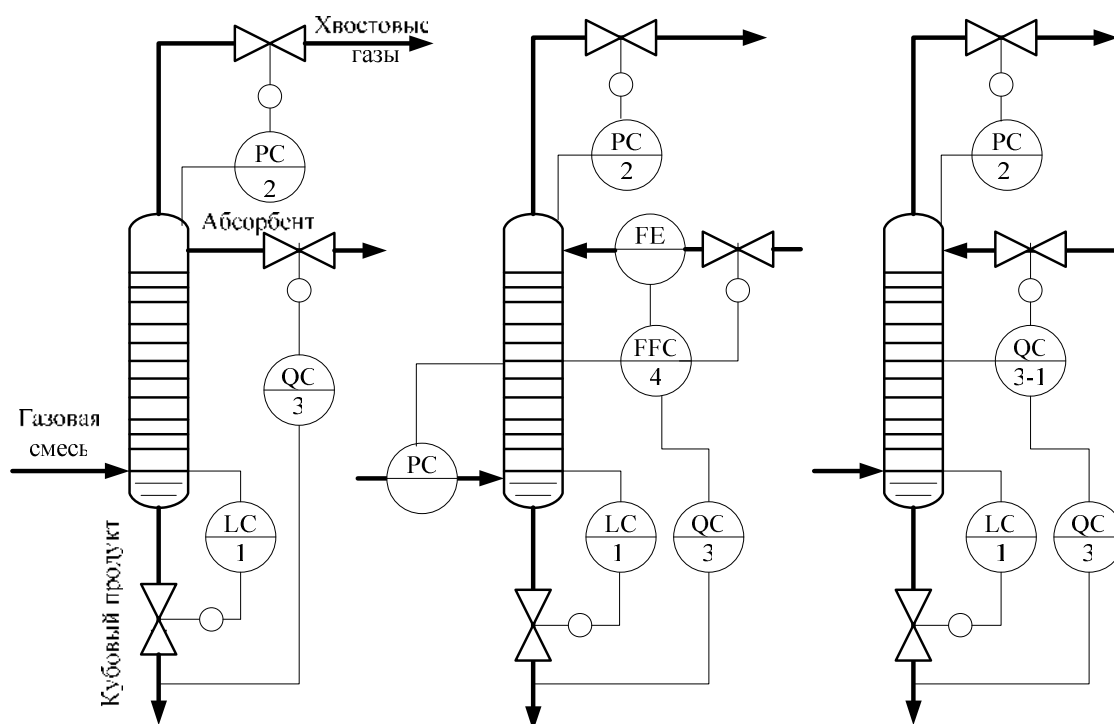 Хвостовые
газы
PC
2
PC
2
PC
2
Абсорбент
FE
QC
3
FFC
4
QC
3-1
Газовая
смесь
PC
LC
1
LC
1
QC
3
LC
1
QC
3
Кубовый продукт